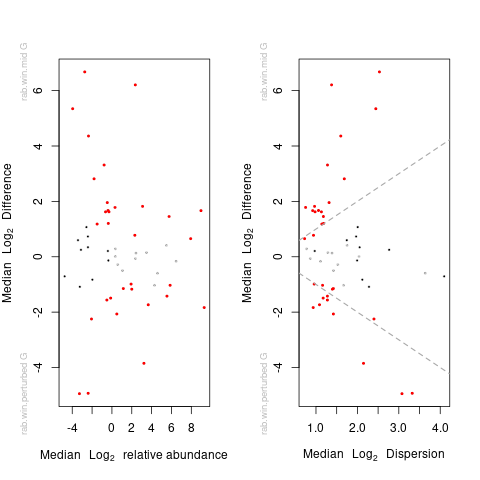 rab.win.mid G
rab.win.perturbed G
Median Log₂ Difference
6
4
2
0
-2
-4
-4 0 2 4 6 8
Median Log₂ relative abundance
rab.win.mid G
rab.win.perturbed G
Median Log₂ Difference
6
4
2
0
-2
-4
1.0 2.0 3.0 4.0
Median Log₂ Dispersion